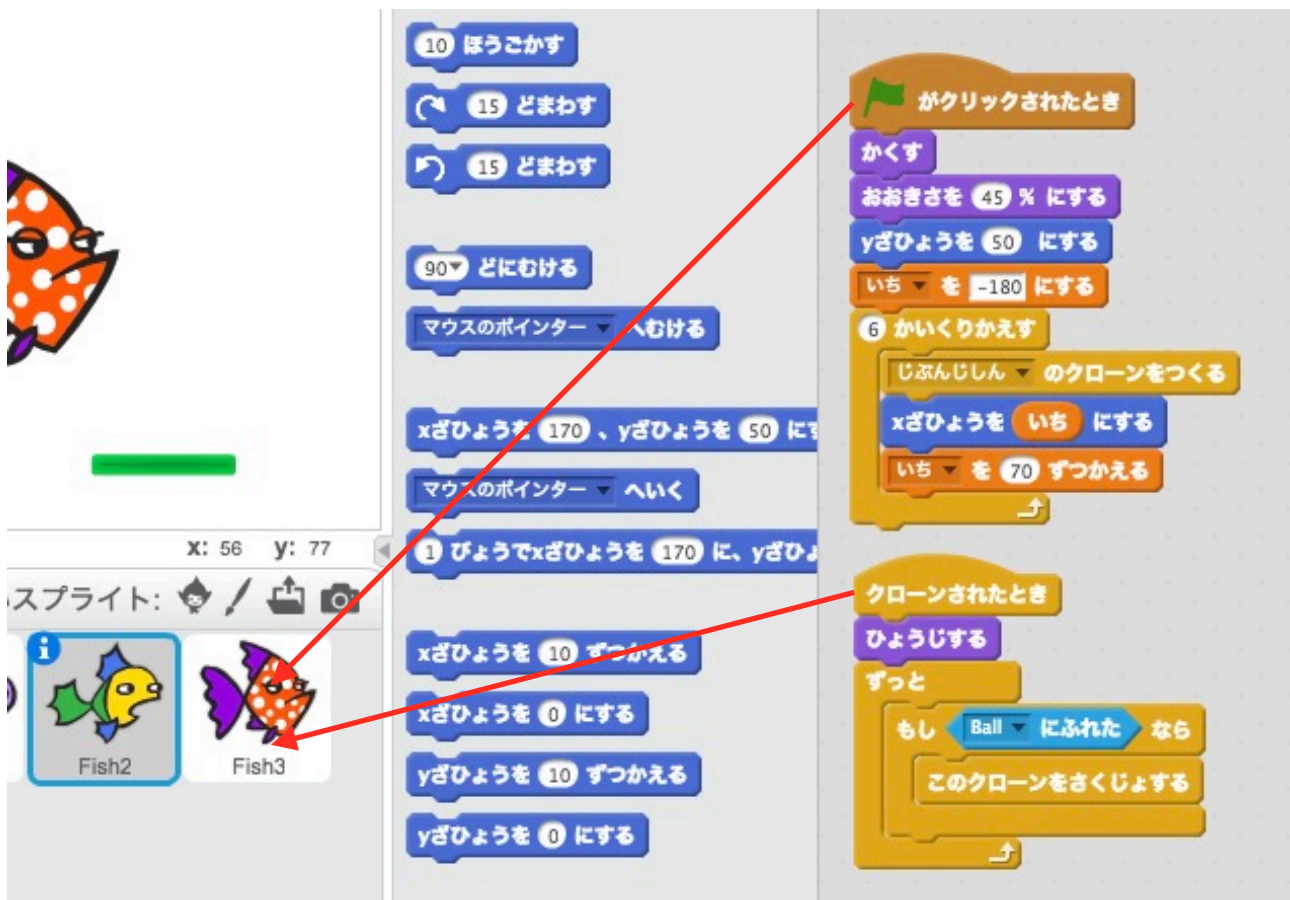 10 ほうごかす
15 どまわす
15 どまわす
90▼ どにむける
マウスのポインター ▼ へむける
xざひょうを 170 、yざひょうを 50 にす
マウスのポインター ▼ へいく
1 びょうでxざひょうを 170 に、yざひょ
xざひょうを 10 ずつかえる
xざひょうを 0 にする
yざひょうを 10 ずつかえる
yざひょうを 0 にする
がクリックされたとき
かくす
おおきさを 45 % にする
yざひょうを 50 にする
いち ▼ を -180 にする
6 かいくりかえす
じぶんじしん ▼ のクローンをつくる
xざひょうを いち にする
いち ▼ を 70 ずつかえる
クローンされたとき
ひょうじする
ずっと
もし Ball ▼ にふれた なら
このクローンをさくじょする
x: 56 y: 77
スプライト:
Fish2
Fish3